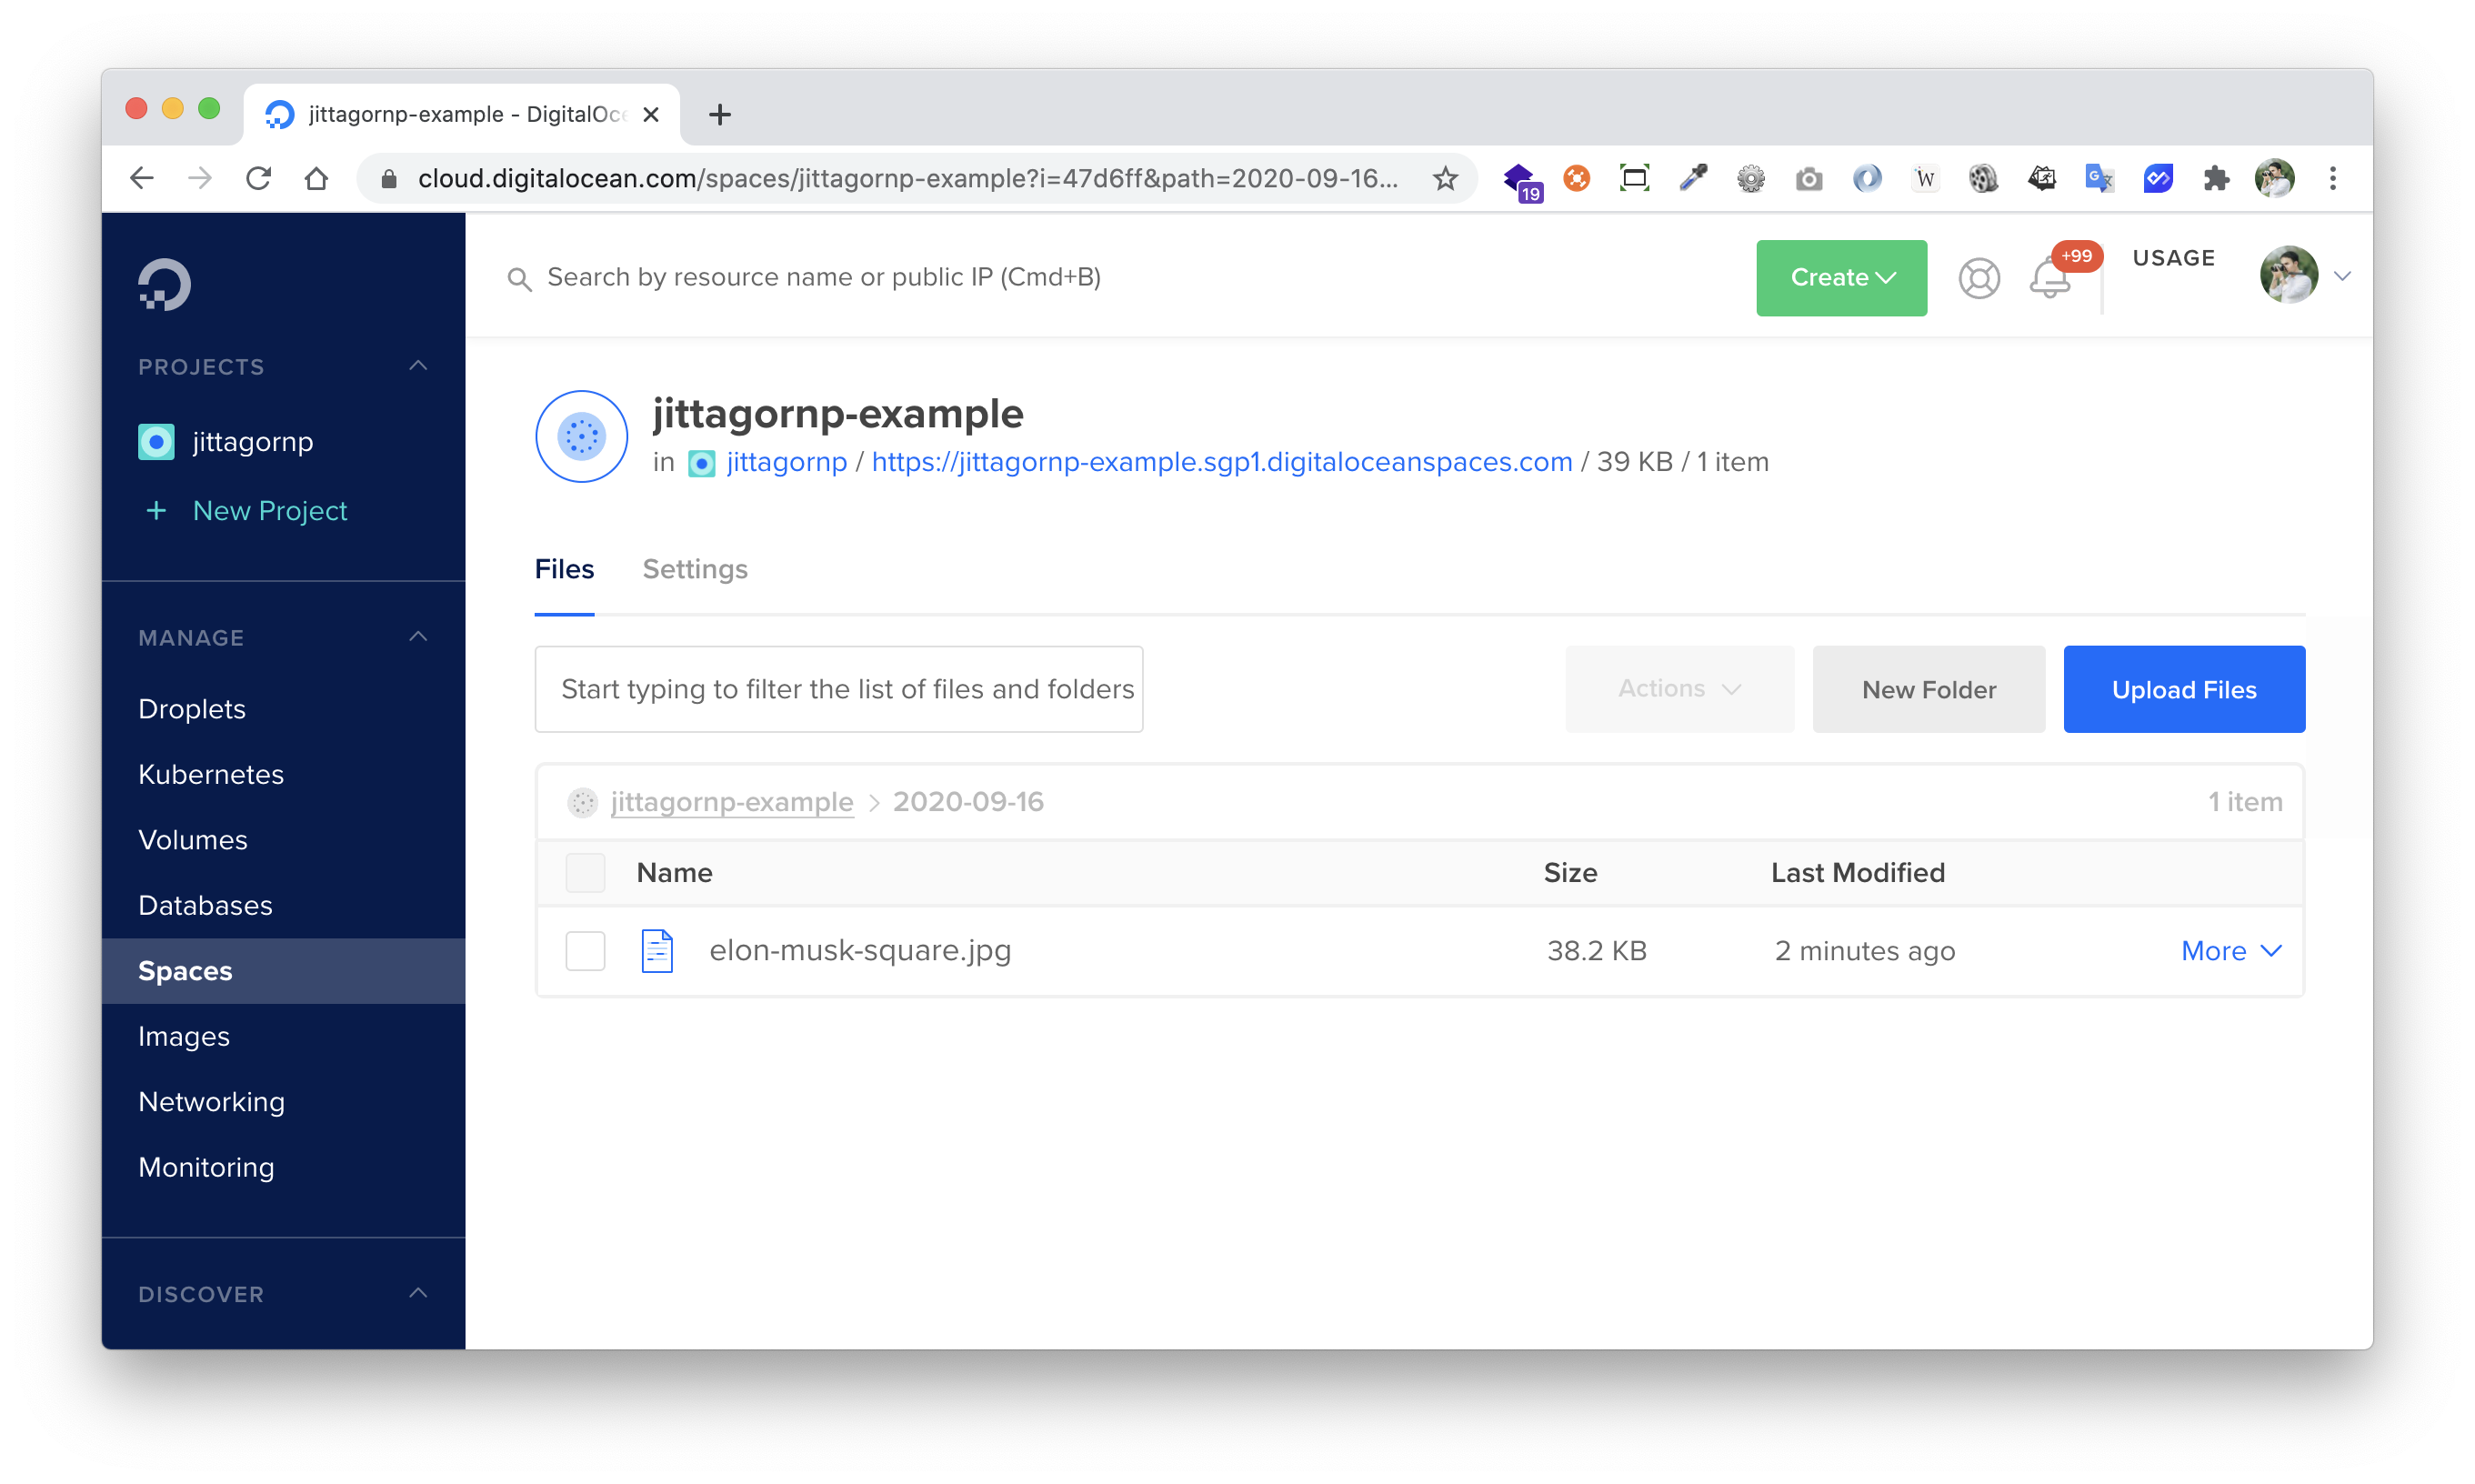 jittagornp-example - DigitalOce
cloud.digitalocean.com/spaces/jittagornp-example?i=47d6ff&path=2020-09-16...
19
W
G
Search by resource name or public IP (Cmd+B)
Create
+99
USAGE
PROJECTS
jittagornp
+ New Project
MANAGE
Droplets
Kubernetes
Volumes
Databases
Spaces
Images
Networking
Monitoring
DISCOVER
jittagornp-example
in jittagornp / https://jittagornp-example.sgp1.digitaloceanspaces.com / 39 KB / 1 item
Files Settings
Start typing to filter the list of files and folders
Actions
New Folder
Upload Files
jittagornp-example > 2020-09-16 1 item
Name Size Last Modified
elon-musk-square.jpg 38.2 KB 2 minutes ago More